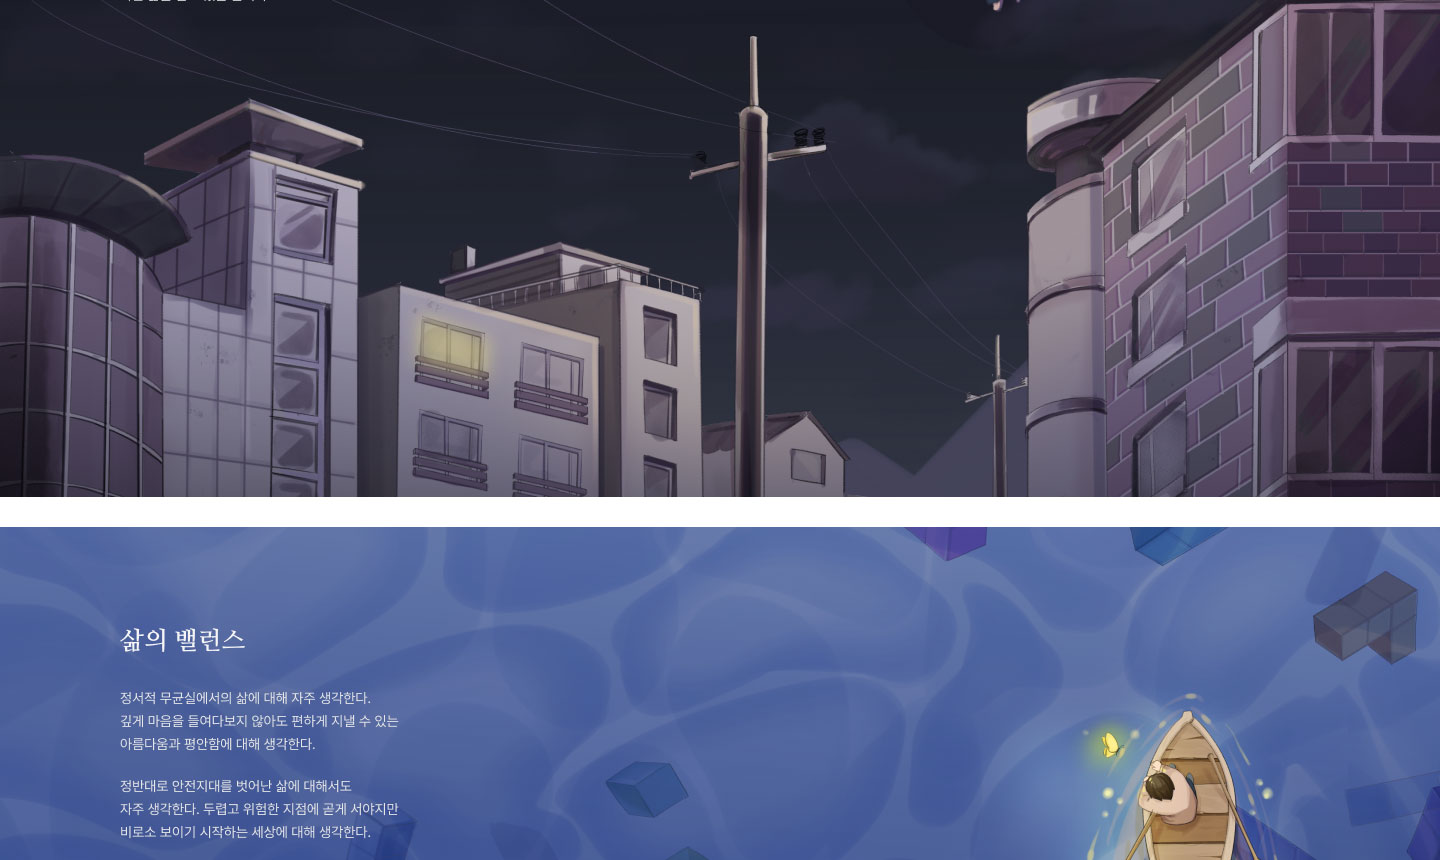 삶의 밸런스
정서적 무균실에서의 삶에 대해 자주 생각한다.
깊게 마음을 들여다보지 않아도 편하게 지낼 수 있는
아름다움과 평안함에 대해 생각한다.
정반대로 안전지대를 벗어난 삶에 대해서도
자주 생각한다. 두렵고 위험한 지점에 곧게 서야지만
비로소 보이기 시작하는 세상에 대해 생각한다.